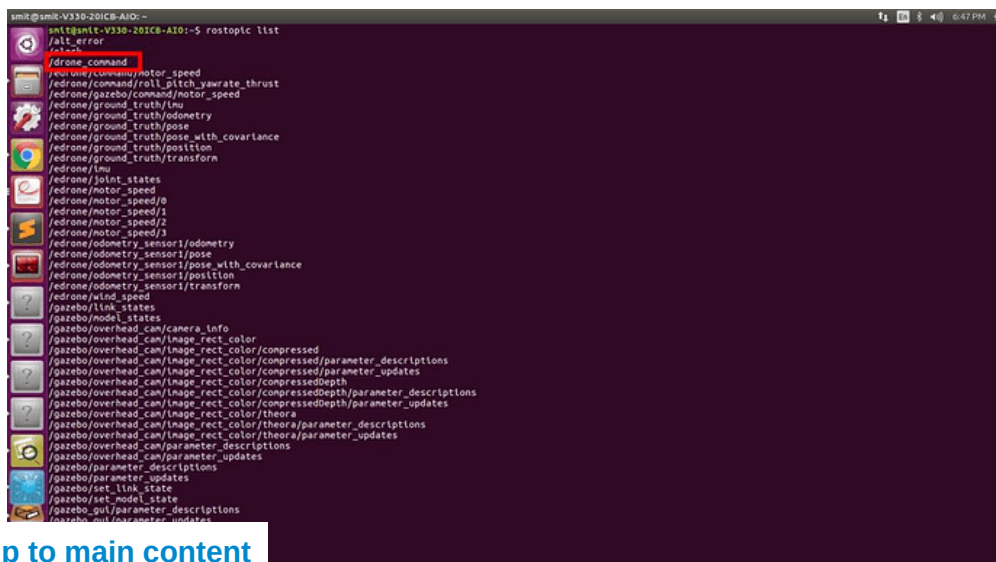 smit@smit-V330-20ICB-AIO: ~
En 6:47 PM
smit@smit-V330-20ICB-AIO:~$ rostopic list
/alt_error
/clock
/drone_command
/edrone/command/motor_speed
/edrone/command/roll_pitch_yawrate_thrust
/edrone/gazebo/command/motor_speed
/edrone/ground_truth/imu
/edrone/ground_truth/odometry
/edrone/ground_truth/pose
/edrone/ground_truth/pose_with_covariance
/edrone/ground_truth/position
/edrone/ground_truth/transform
/edrone/imu
/edrone/joint_states
/edrone/motor_speed
/edrone/motor_speed/0
/edrone/motor_speed/1
/edrone/motor_speed/2
/edrone/motor_speed/3
/edrone/odometry_sensor1/odometry
/edrone/odometry_sensor1/pose
/edrone/odometry_sensor1/pose_with_covariance
/edrone/odometry_sensor1/position
/edrone/odometry_sensor1/transform
/edrone/wind_speed
/gazebo/link_states
/gazebo/model_states
/gazebo/overhead_cam/camera_info
/gazebo/overhead_cam/image_rect_color
/gazebo/overhead_cam/image_rect_color/compressed
/gazebo/overhead_cam/image_rect_color/compressed/parameter_descriptions
/gazebo/overhead_cam/image_rect_color/compressed/parameter_updates
/gazebo/overhead_cam/image_rect_color/compressedDepth
/gazebo/overhead_cam/image_rect_color/compressedDepth/parameter_descriptions
/gazebo/overhead_cam/image_rect_color/compressedDepth/parameter_updates
/gazebo/overhead_cam/image_rect_color/theora
/gazebo/overhead_cam/image_rect_color/theora/parameter_descriptions
/gazebo/overhead_cam/image_rect_color/theora/parameter_updates
/gazebo/overhead_cam/parameter_descriptions
/gazebo/overhead_cam/parameter_updates
/gazebo/parameter_descriptions
/gazebo/parameter_updates
/gazebo/set_link_state
/gazebo/set_model_state
/gazebo_gui/parameter_descriptions
/gazebo_gui/parameter_updates
p to main content